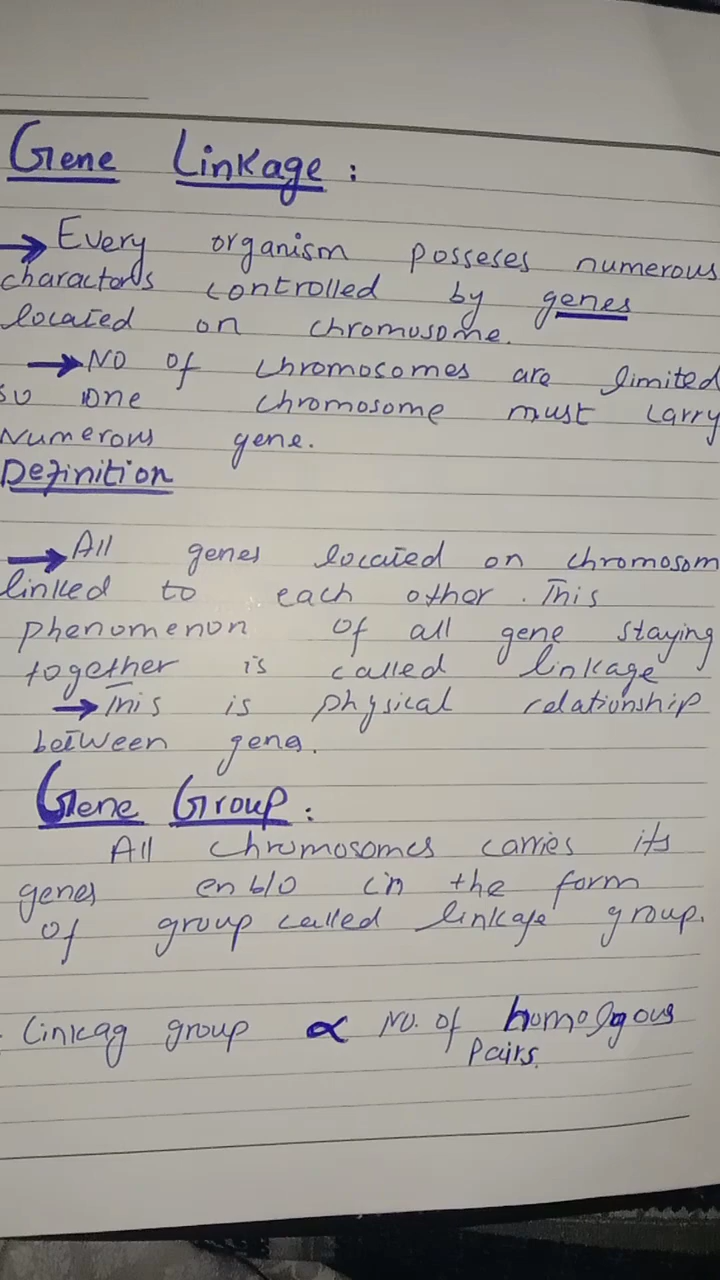 Gene Linkage :
→ Every organism posseses numerous
charactors controlled by genes
located on chromosome.
→ No of chromosomes are limited
so one chromosome must carry
Numerous gene.
Definition
→ All genes located on chromosom
linked to each other. This
phenomenon of all gene staying
together is called linkage
→ This is physical relationship
between gene.
Gene Group :
All chromosomes carries its
genes en blo in the form
of group called linkage group.
Linkag group ∝ No. of homologous
pairs.